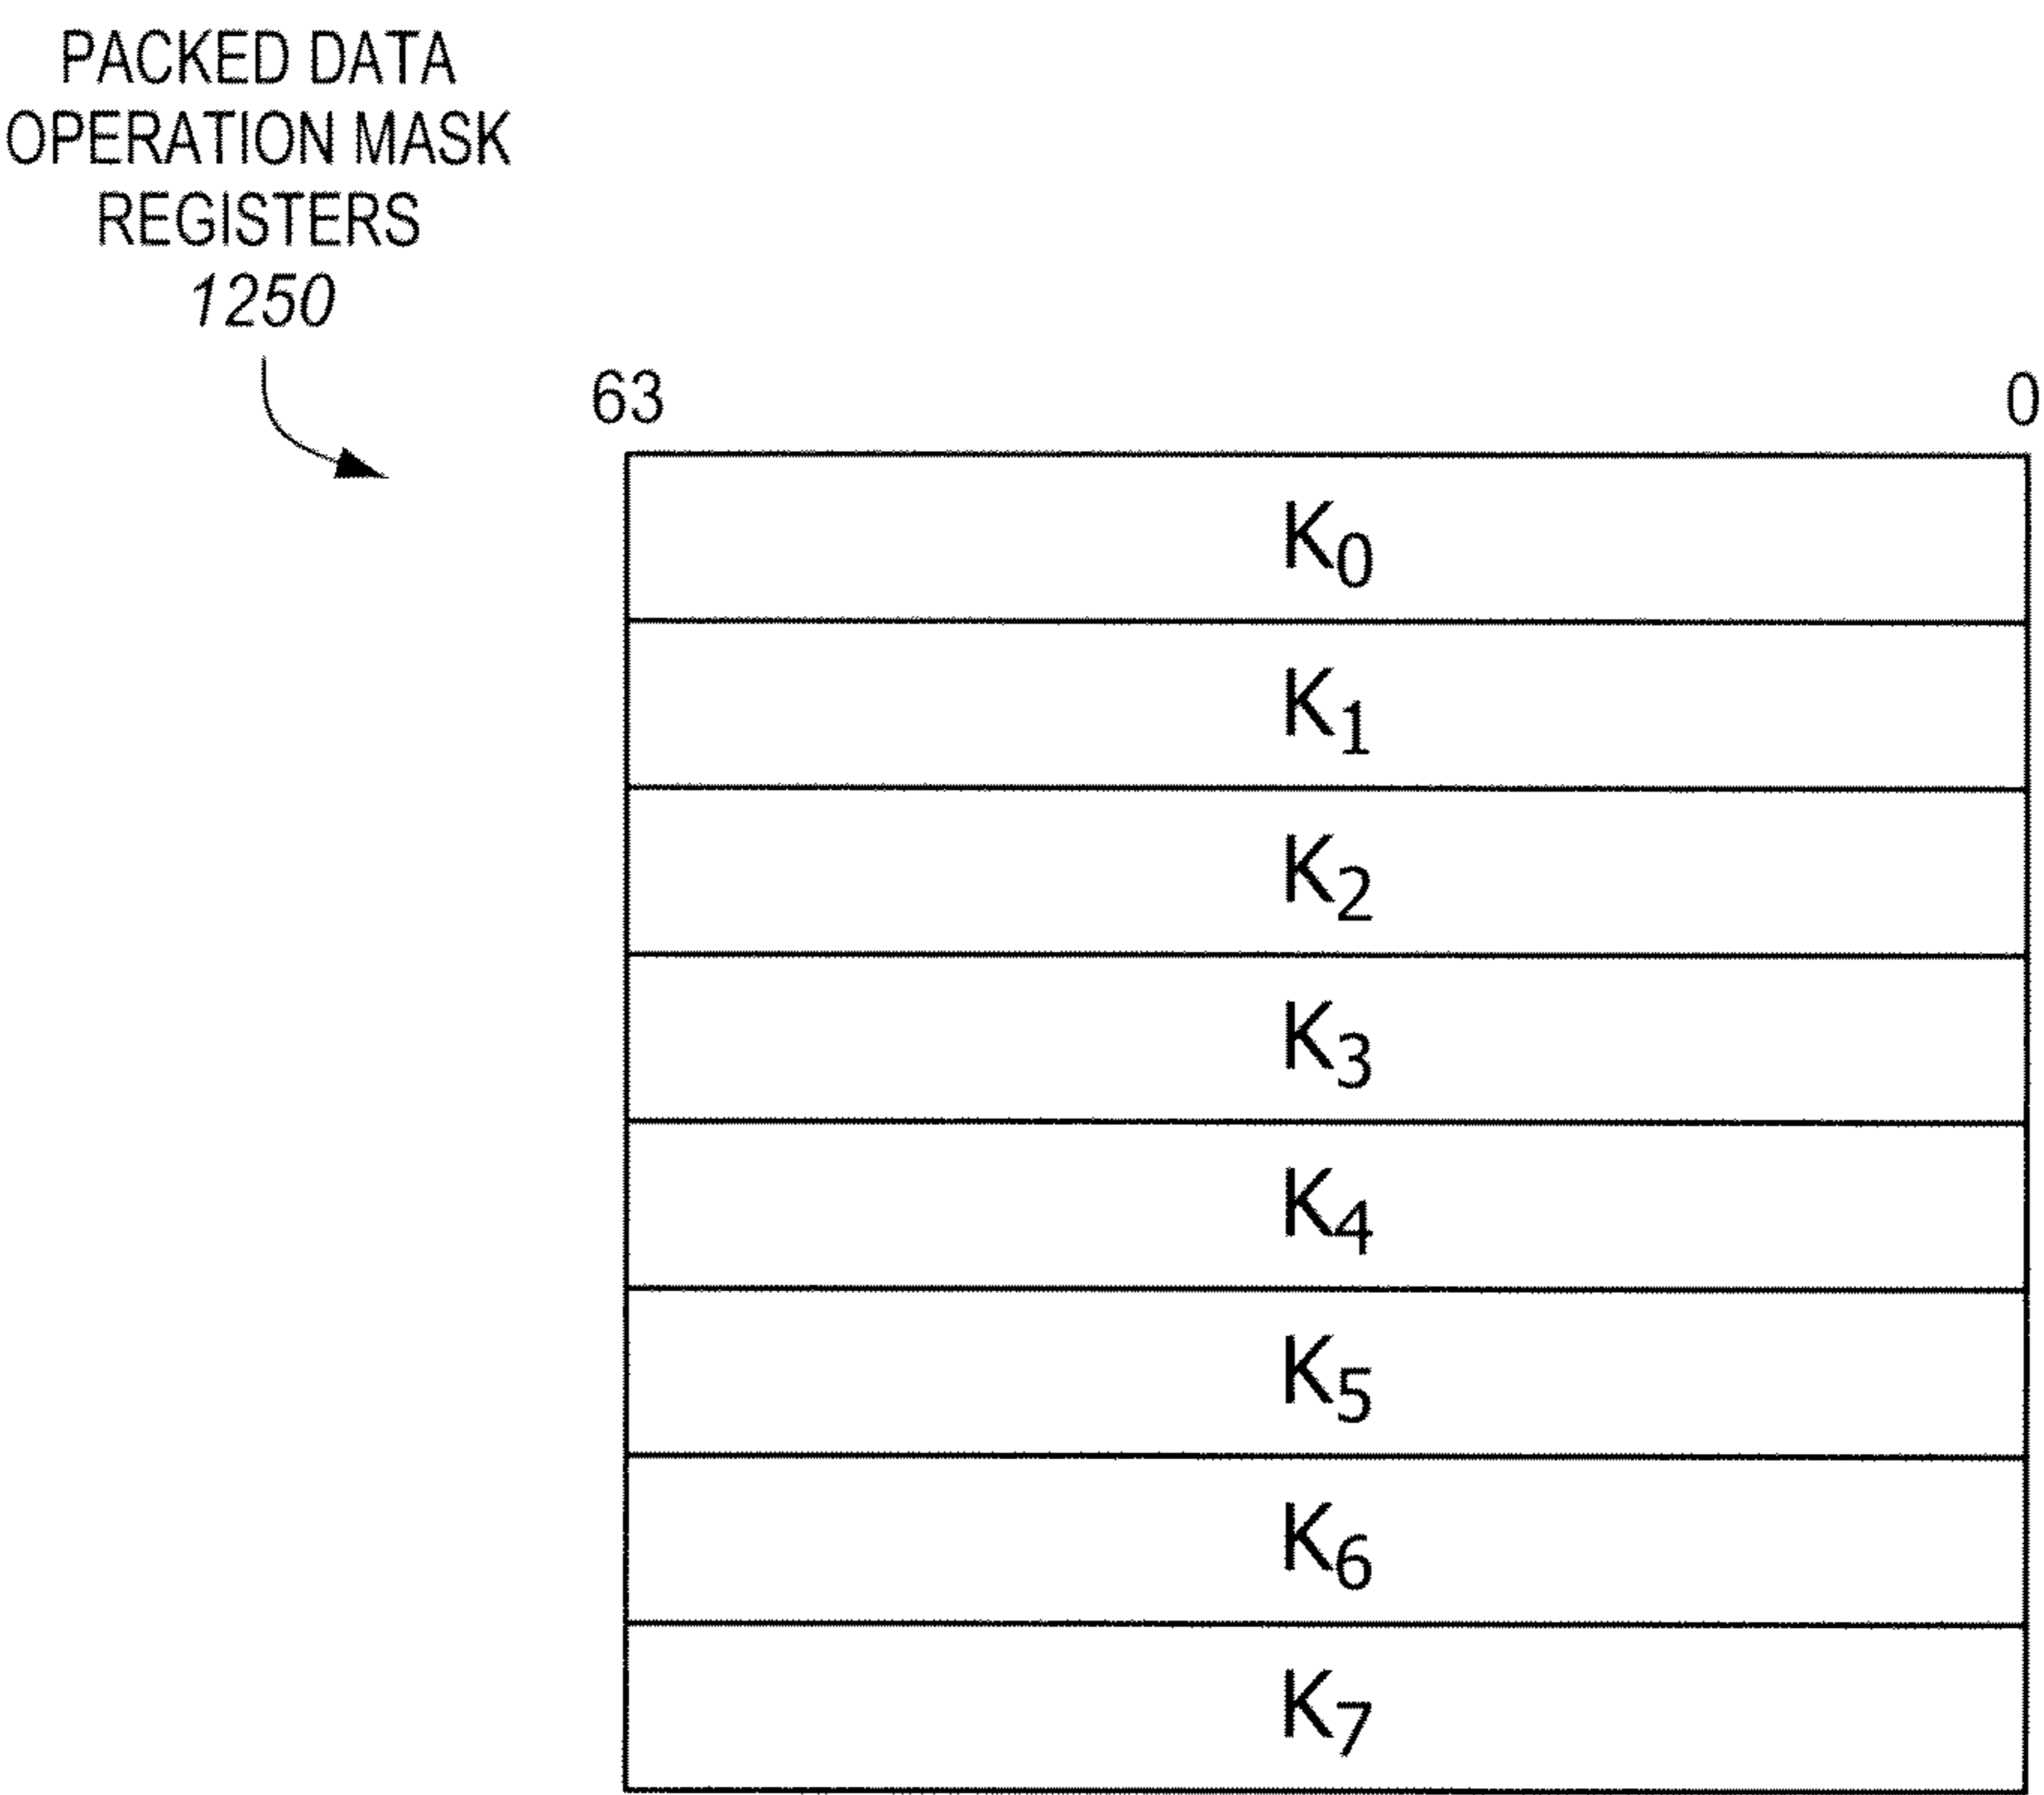 PACKED DATA
OPERATION MASK
REGISTERS
1250
63 0
K₀
K₁
K₂
K₃
K₄
K₅
K₆
K₇